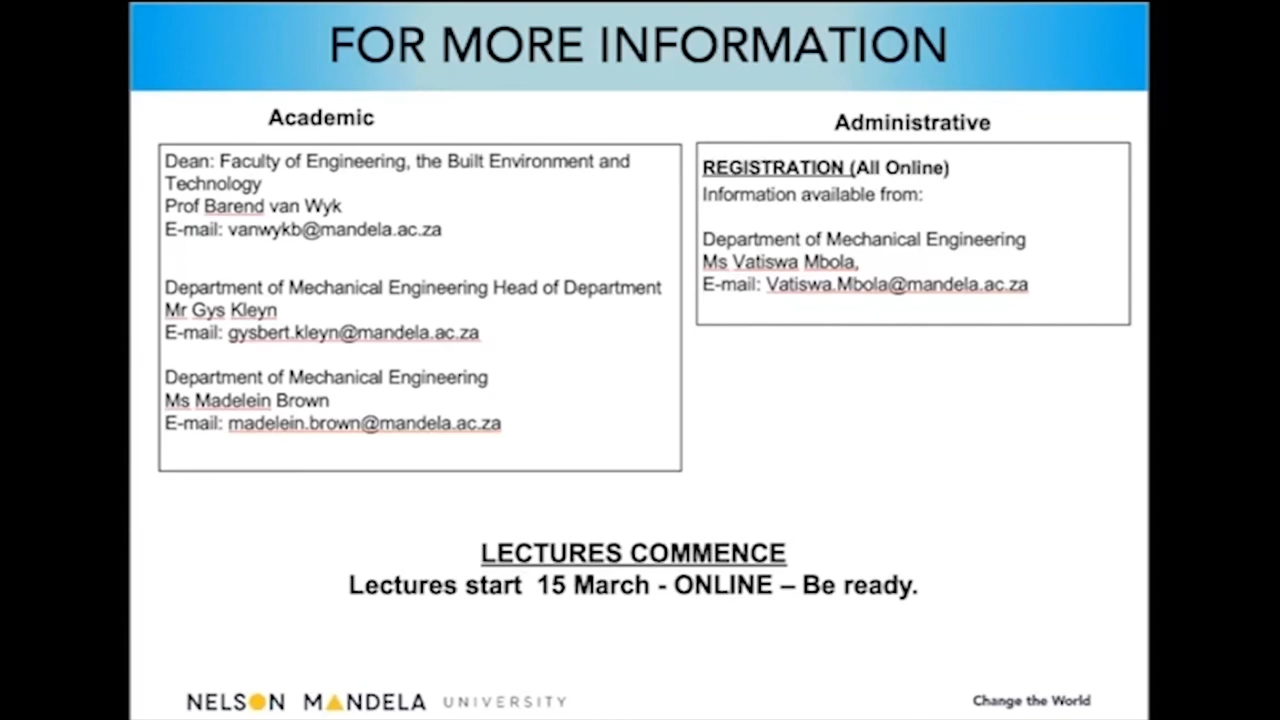 FOR MORE INFORMATION
Academic
Dean: Faculty of Engineering, the Built Environment and
Technology
Prof Barend van Wyk
E-mail: vanwykb@mandela.ac.za
Department of Mechanical Engineering Head of Department
Mr Gys Kleyn
E-mail: gysbert.kleyn@mandela.ac.za
Department of Mechanical Engineering
Ms Madelein Brown
E-mail: madelein.brown@mandela.ac.za
Administrative
REGISTRATION (All Online)
Information available from:
Department of Mechanical Engineering
Ms Vatiswa Mbola,
E-mail: Vatiswa.Mbola@mandela.ac.za
LECTURES COMMENCE
Lectures start 15 March - ONLINE – Be ready.
NELSON MANDELA UNIVERSITY
Change the World